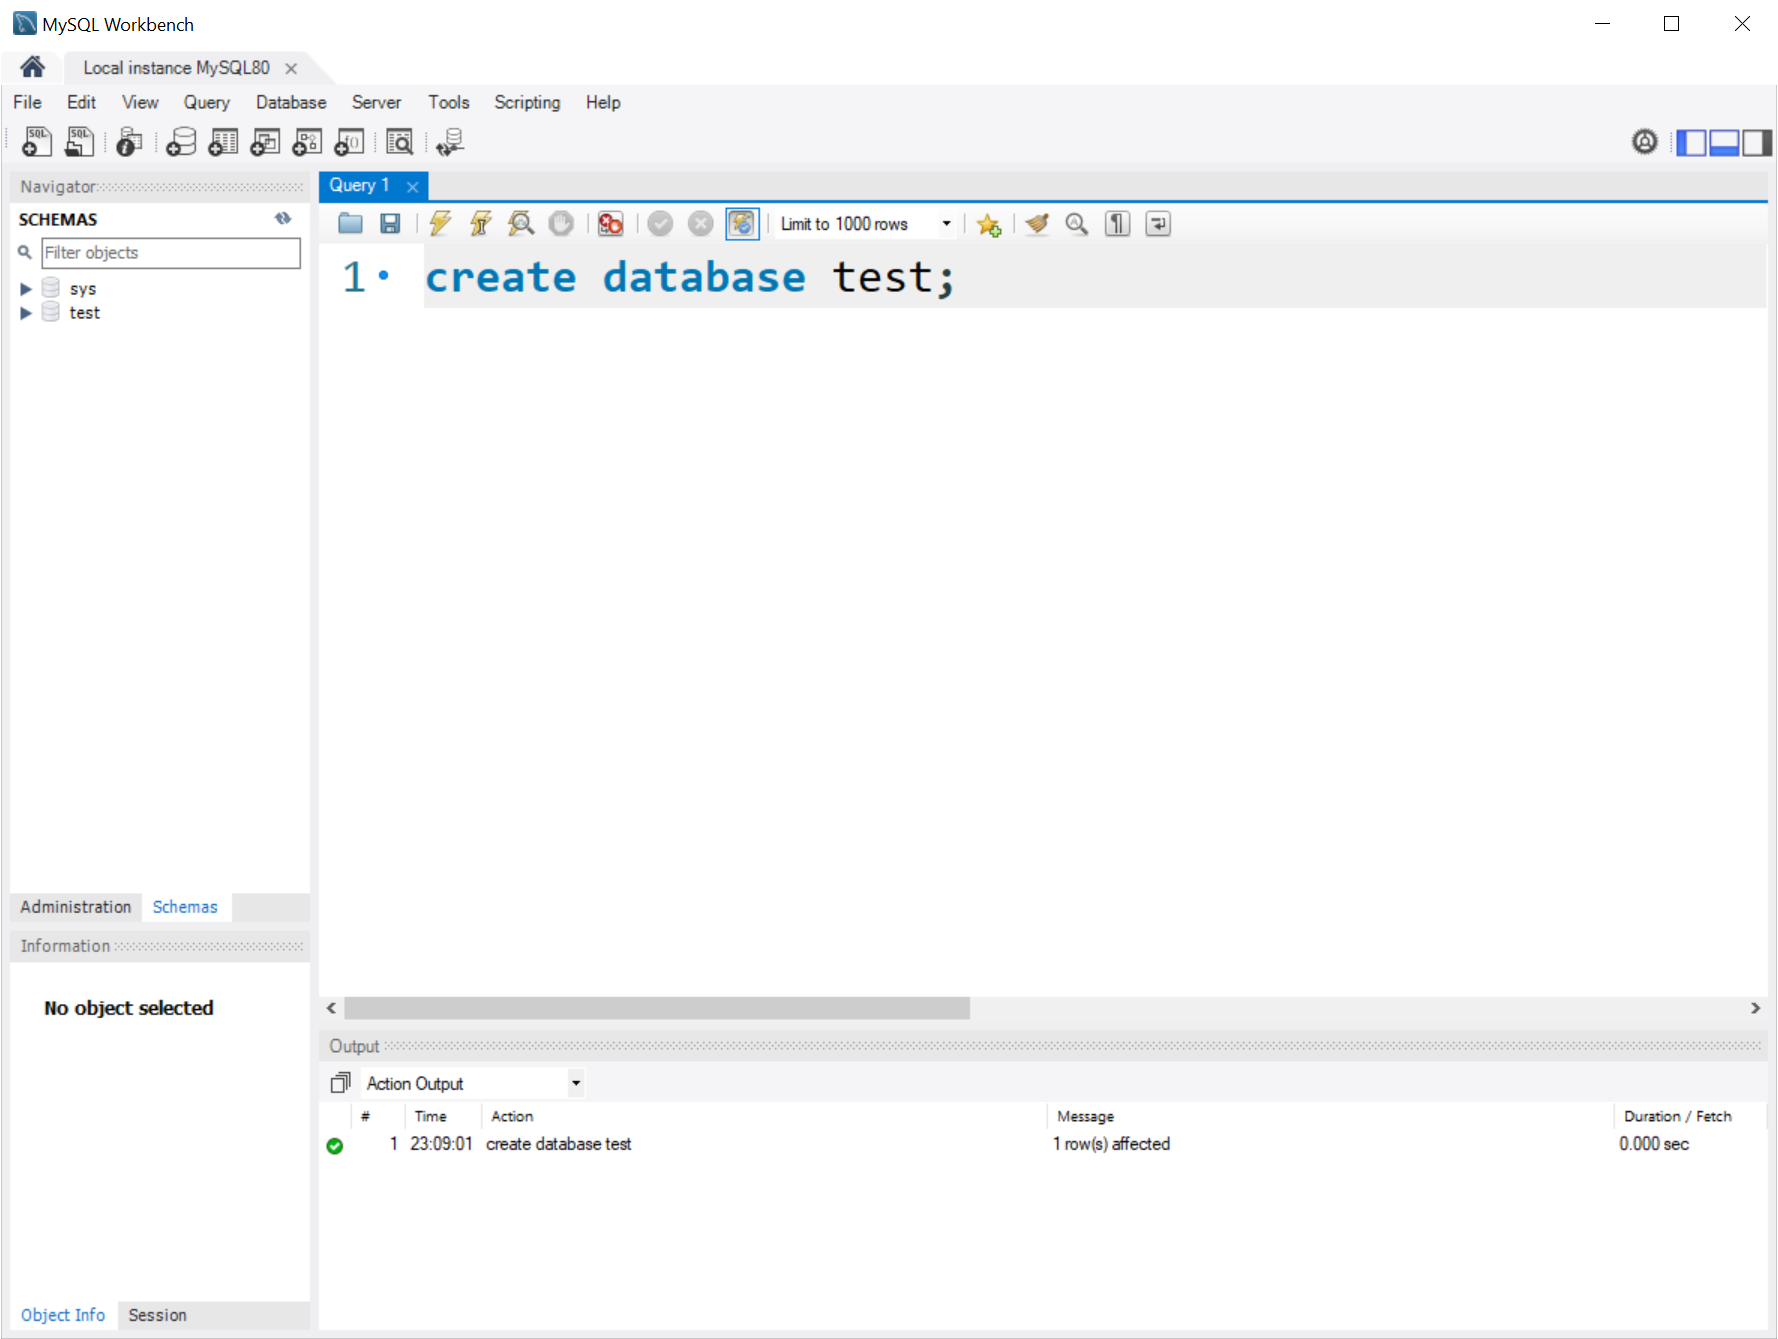 MySQL Workbench
Local instance MySQL80
File Edit View Query Database Server Tools Scripting Help
SQL SQL
Navigator
SCHEMAS
Filter objects
sys
test
Administration Schemas
Information
No object selected
Object Info Session
Query 1
Limit to 1000 rows
1 create database test;
Output
Action Output
# Time Action Message Duration / Fetch
1 23:09:01 create database test 1 row(s) affected 0.000 sec